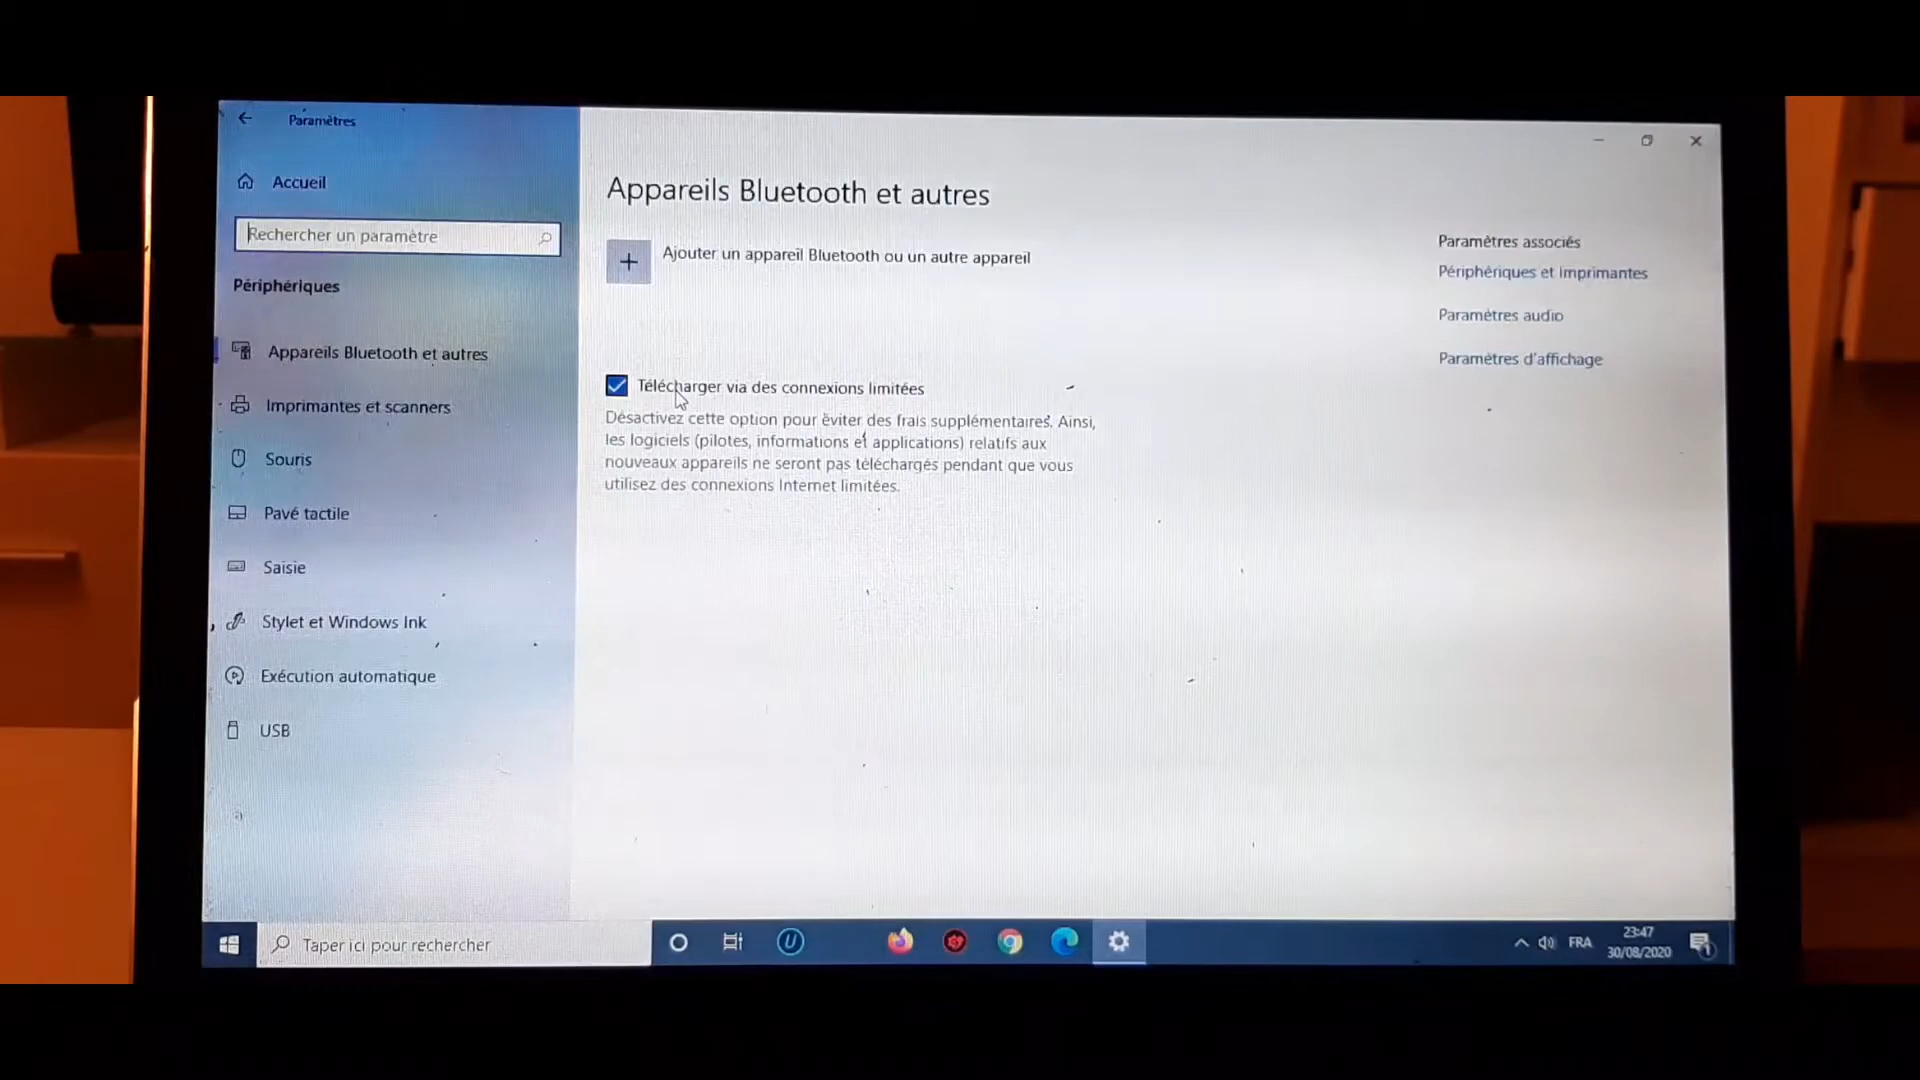 Paramètres
Accueil
Rechercher un paramètre
Périphériques
Appareils Bluetooth et autres
Imprimantes et scanners
Souris
Pavé tactile
Saisie
Stylet et Windows Ink
Exécution automatique
USB
Appareils Bluetooth et autres
Ajouter un appareil Bluetooth ou un autre appareil
Télécharger via des connexions limitées
Désactivez cette option pour éviter des frais supplémentaires. Ainsi,
les logiciels (pilotes, informations et applications) relatifs aux
nouveaux appareils ne seront pas téléchargés pendant que vous
utilisez des connexions Internet limitées.
Paramètres associés
Périphériques et imprimantes
Paramètres audio
Paramètres d'affichage
Taper ici pour rechercher
U
FRA
23:47
30/08/2020
1